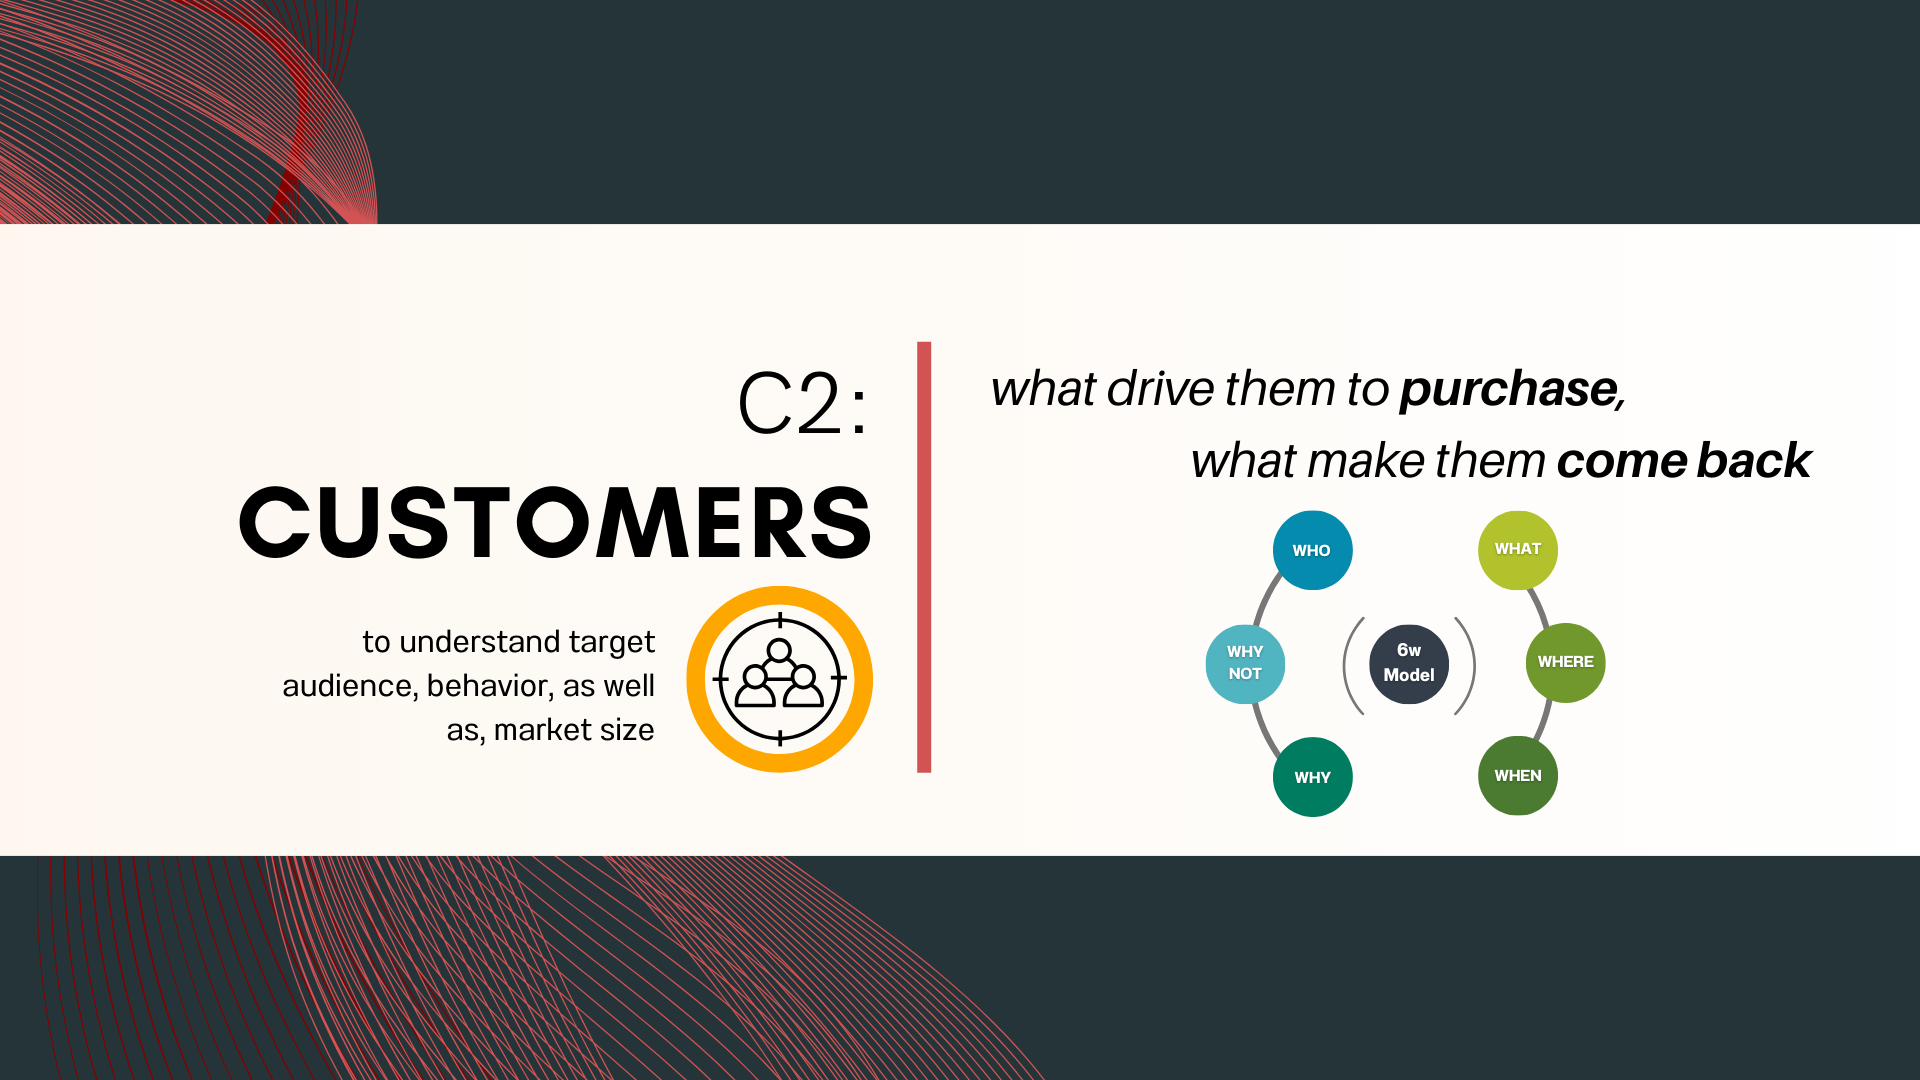 C2:
CUSTOMERS
to understand target
audience, behavior, as well
as, market size
what drive them to purchase,
what make them come back
WHO
WHAT
WHY
NOT
6w
Model
WHERE
WHY
WHEN